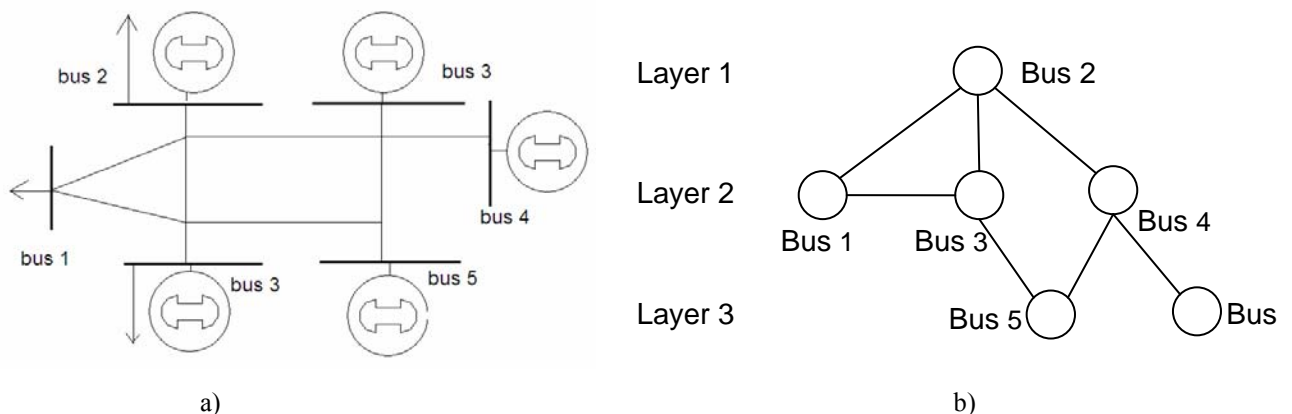 bus 2
bus 3
bus 4
bus 1
bus 3
bus 5
a)
Layer 1
Bus 2
Layer 2
Bus 1
Bus 3
Bus 4
Layer 3
Bus 5
Bus
b)